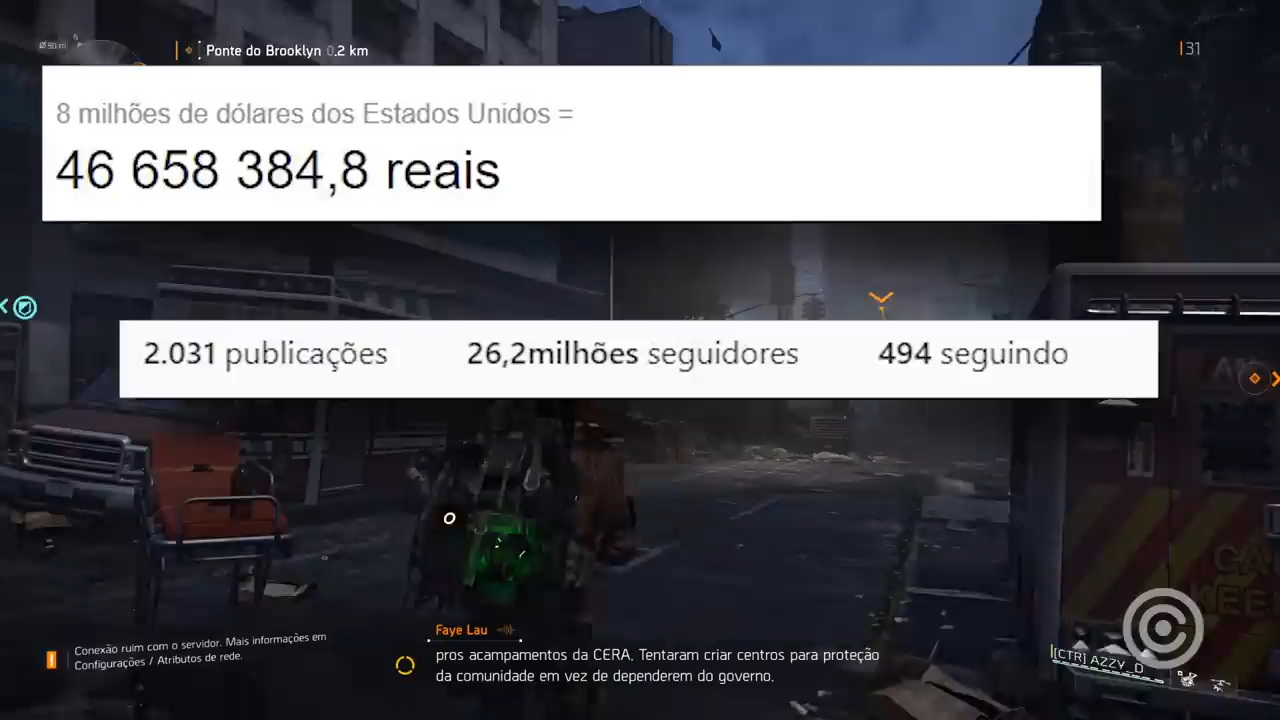 Ponte do Brooklyn 0.2 km
31
8 milhões de dólares dos Estados Unidos =
46 658 384,8 reais
2.031 publicações 26,2milhões seguidores 494 seguindo
Faye Lau
pros acampamentos da CERA. Tentaram criar centros para proteção
da comunidade em vez de dependerem do governo.
Conexão ruim com o servidor. Mais informações em
Configurações / Atributos de rede.
[CTR] AZZY_D